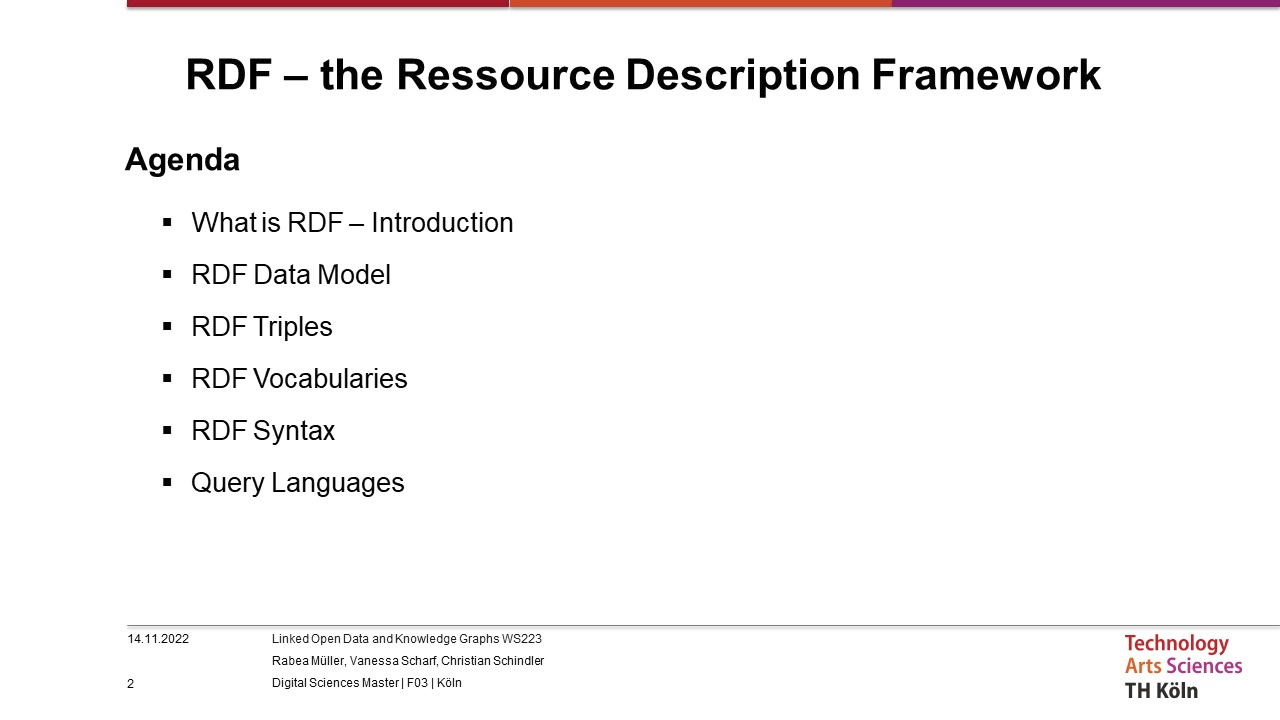 RDF – the Ressource Description Framework
Agenda
▪ What is RDF – Introduction
▪ RDF Data Model
▪ RDF Triples
▪ RDF Vocabularies
▪ RDF Syntax
▪ Query Languages
14.11.2022
Linked Open Data and Knowledge Graphs WS223
Rabea Müller, Vanessa Scharf, Christian Schindler
Digital Sciences Master | F03 | Köln
2
Technology
Arts Sciences
TH Köln